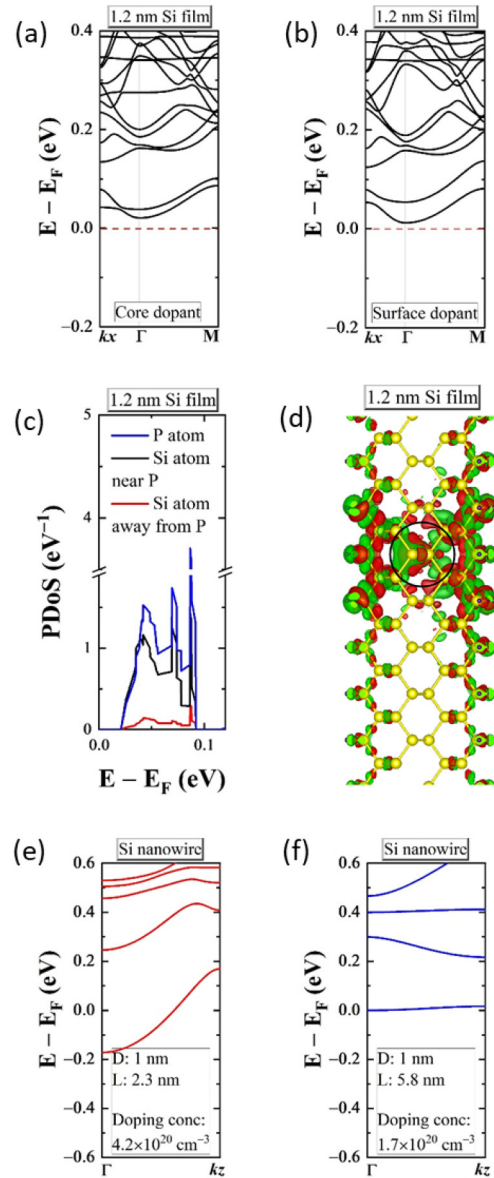 (a)
1.2 nm Si film
E − E_F (eV)
0.4
0.2
0.0
−0.2
Core dopant
kx Γ M
(b)
1.2 nm Si film
E − E_F (eV)
0.4
0.2
0.0
−0.2
Surface dopant
kx Γ M
(c)
1.2 nm Si film
PDoS (eV⁻¹)
5
4
1
0
P atom
Si atom
near P
Si atom
away from P
0.0 0.1
E − E_F (eV)
(d)
1.2 nm Si film
(e)
Si nanowire
E − E_F (eV)
0.6
0.4
0.2
0.0
−0.2
−0.4
−0.6
D: 1 nm
L: 2.3 nm
Doping conc:
4.2×10²⁰ cm⁻³
Γ kz
(f)
Si nanowire
E − E_F (eV)
0.6
0.4
0.2
0.0
−0.2
−0.4
−0.6
D: 1 nm
L: 5.8 nm
Doping conc:
1.7×10²⁰ cm⁻³
Γ kz